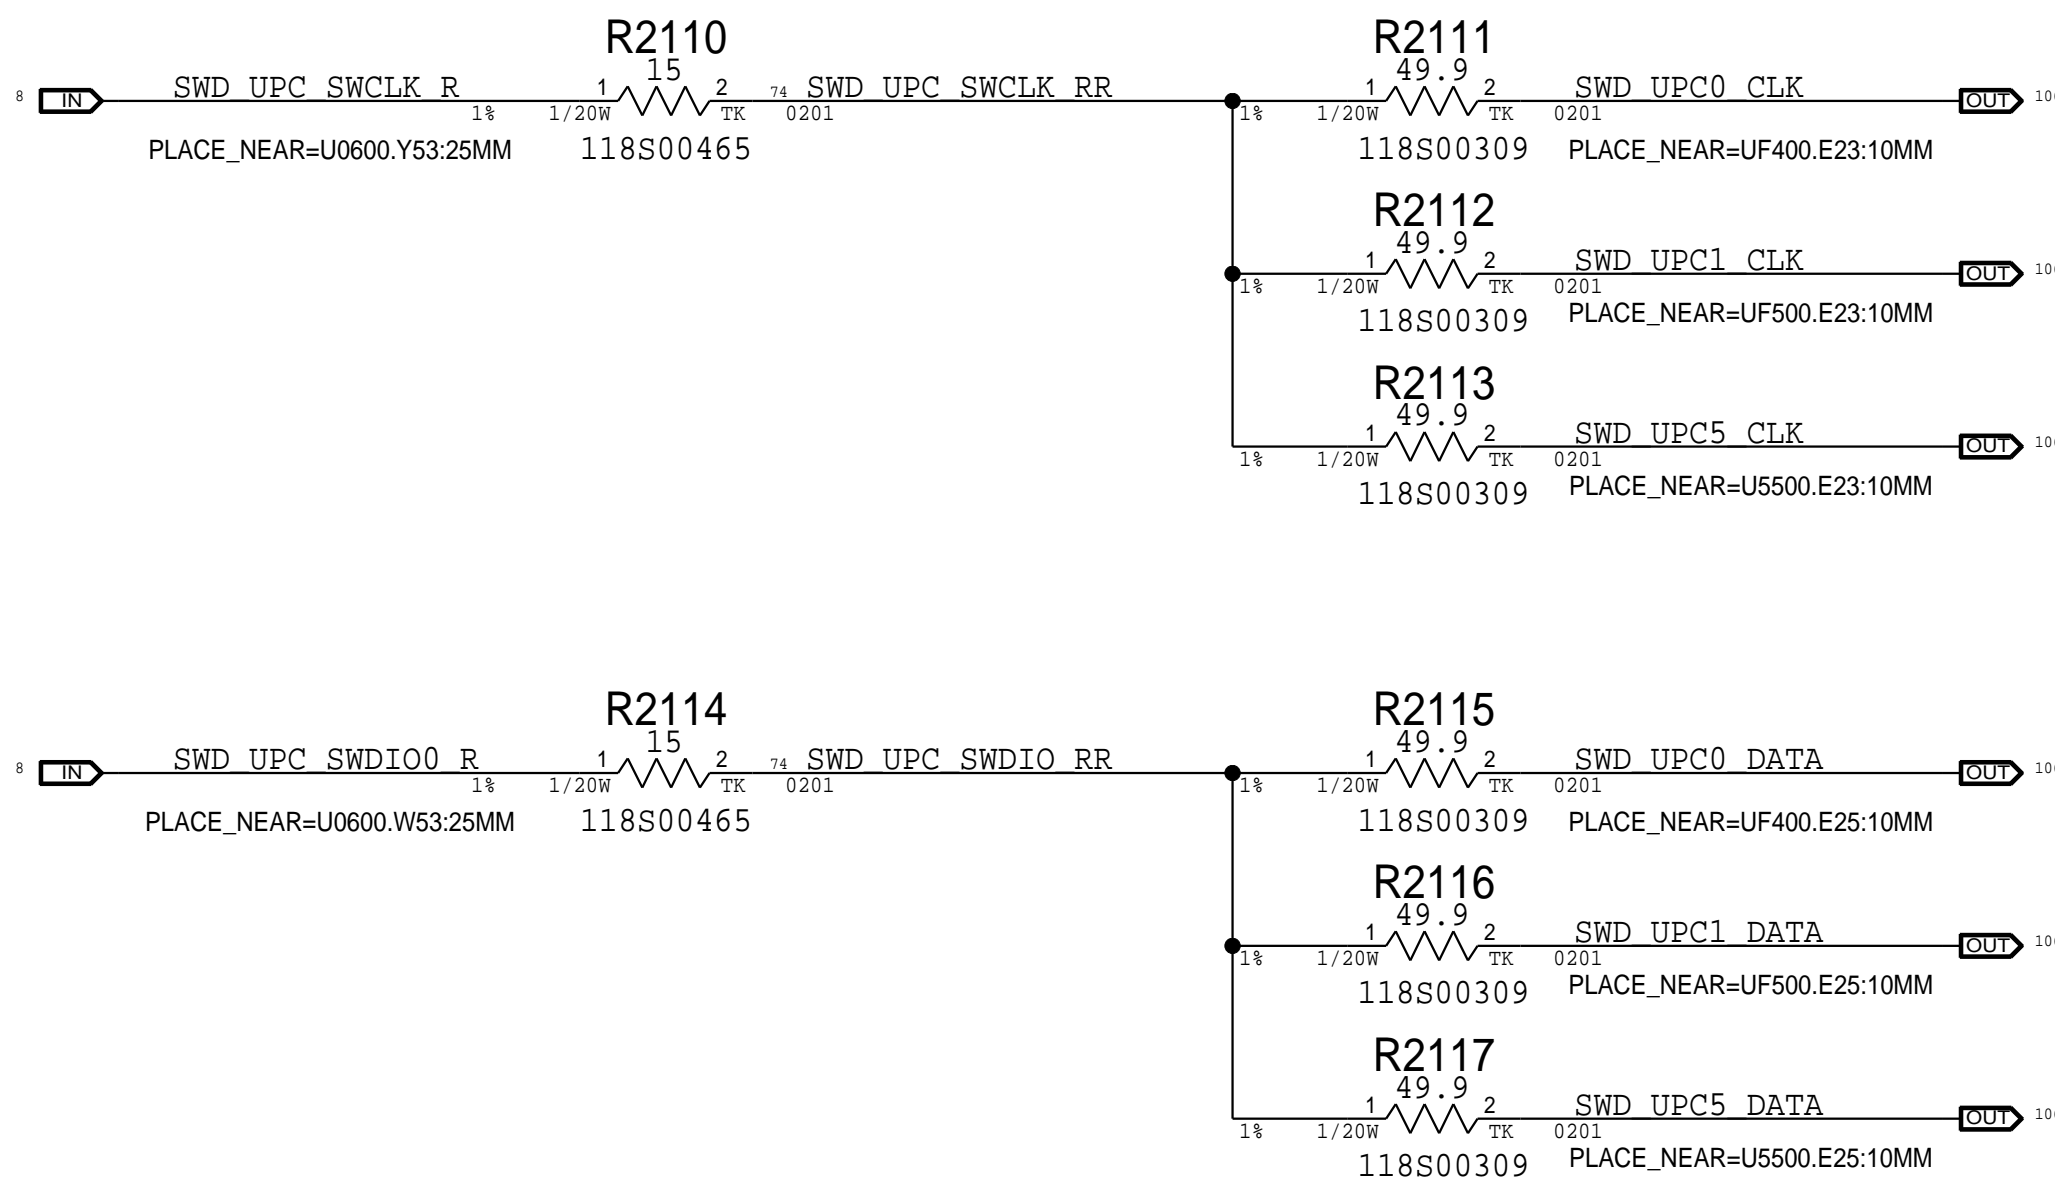 R2110
15
8 IN SWD_UPC_SWCLK_R 1 2 74 SWD_UPC_SWCLK_RR
1% 1/20W TK 0201
PLACE_NEAR=U0600.Y53:25MM 118S00465
R2111
49.9
1 2 SWD_UPC0_CLK OUT
1% 1/20W TK 0201
118S00309 PLACE_NEAR=UF400.E23:10MM
R2112
49.9
1 2 SWD_UPC1_CLK OUT
1% 1/20W TK 0201
118S00309 PLACE_NEAR=UF500.E23:10MM
R2113
49.9
1 2 SWD_UPC5_CLK OUT
1% 1/20W TK 0201
118S00309 PLACE_NEAR=U5500.E23:10MM
R2114
15
8 IN SWD_UPC_SWDIO0_R 1 2 74 SWD_UPC_SWDIO_RR
1% 1/20W TK 0201
PLACE_NEAR=U0600.W53:25MM 118S00465
R2115
49.9
1 2 SWD_UPC0_DATA OUT
1% 1/20W TK 0201
118S00309 PLACE_NEAR=UF400.E25:10MM
R2116
49.9
1 2 SWD_UPC1_DATA OUT
1% 1/20W TK 0201
118S00309 PLACE_NEAR=UF500.E25:10MM
R2117
49.9
1 2 SWD_UPC5_DATA OUT
1% 1/20W TK 0201
118S00309 PLACE_NEAR=U5500.E25:10MM